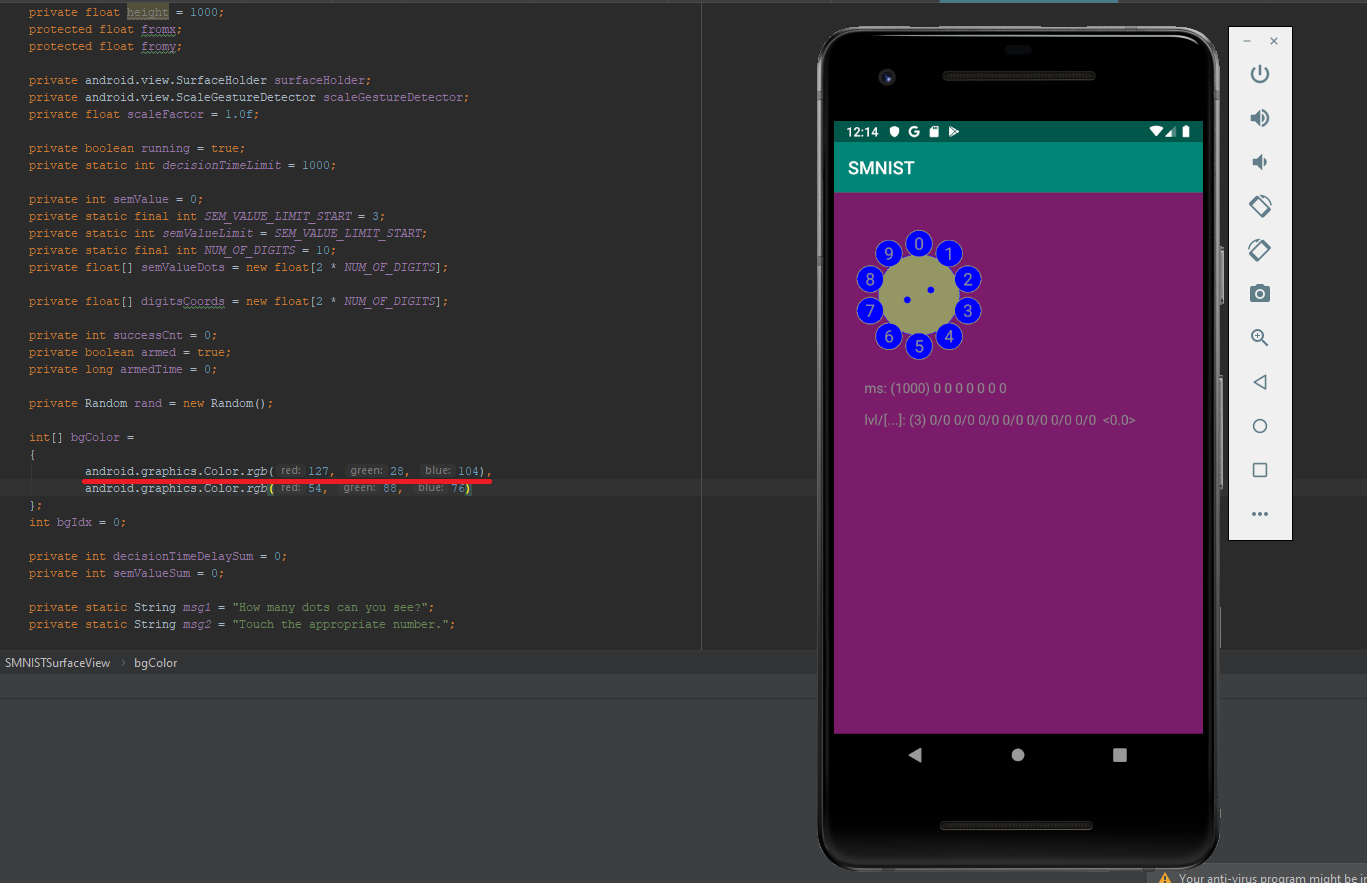 private float height = 1000;
protected float fromx;
protected float fromy;
private android.view.SurfaceHolder surfaceHolder;
private android.view.ScaleGestureDetector scaleGestureDetector;
private float scaleFactor = 1.0f;
private boolean running = true;
private static int decisionTimeLimit = 1000;
private int semValue = 0;
private static final int SEM_VALUE_LIMIT_START = 3;
private static int semValueLimit = SEM_VALUE_LIMIT_START;
private static final int NUM_OF_DIGITS = 10;
private float[] semValueDots = new float[2 * NUM_OF_DIGITS];
private float[] digitsCoords = new float[2 * NUM_OF_DIGITS];
private int successCnt = 0;
private boolean armed = true;
private long armedTime = 0;
private Random rand = new Random();
int[] bgColor =
{
android.graphics.Color.rgb( red: 127, green: 28, blue: 104),
android.graphics.Color.rgb( red: 54, green: 88, blue: 76)
};
int bgIdx = 0;
private int decisionTimeDelaySum = 0;
private int semValueSum = 0;
private static String msg1 = "How many dots can you see?";
private static String msg2 = "Touch the appropriate number.";
SMNISTSurfaceView › bgColor
12:14
SMNIST
0
9 1
8 2
7 3
6 4
5
ms: (1000) 0 0 0 0 0 0 0
lvl/[...]: (3) 0/0 0/0 0/0 0/0 0/0 0/0 0/0 <0.0>
Your anti-virus program might be